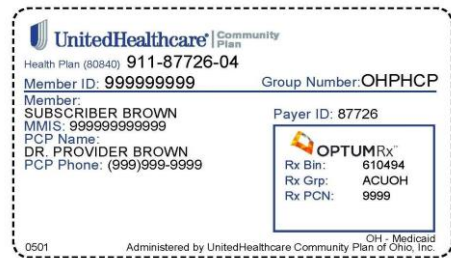 UnitedHealthcare® Community Plan
Health Plan (80840) 911-87726-04
Member ID: 999999999 Group Number:OHPHCP
Member:
SUBSCRIBER BROWN
MMIS: 999999999999
PCP Name:
DR. PROVIDER BROWN
PCP Phone: (999)999-9999
Payer ID: 87726
OPTUMRx™
Rx Bin: 610494
Rx Grp: ACUOH
Rx PCN: 9999
OH - Medicaid
0501 Administered by UnitedHealthcare Community Plan of Ohio, Inc.